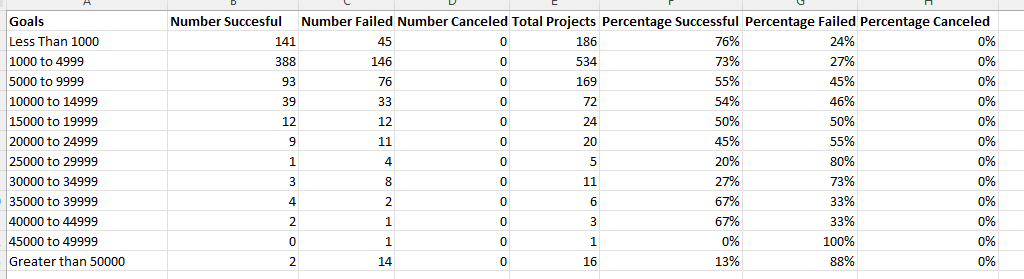 A B C D E F G H
Goals Number Succesful Number Failed Number Canceled Total Projects Percentage Successful Percentage Failed Percentage Canceled
Less Than 1000 141 45 0 186 76% 24% 0%
1000 to 4999 388 146 0 534 73% 27% 0%
5000 to 9999 93 76 0 169 55% 45% 0%
10000 to 14999 39 33 0 72 54% 46% 0%
15000 to 19999 12 12 0 24 50% 50% 0%
20000 to 24999 9 11 0 20 45% 55% 0%
25000 to 29999 1 4 0 5 20% 80% 0%
30000 to 34999 3 8 0 11 27% 73% 0%
35000 to 39999 4 2 0 6 67% 33% 0%
40000 to 44999 2 1 0 3 67% 33% 0%
45000 to 49999 0 1 0 1 0% 100% 0%
Greater than 50000 2 14 0 16 13% 88% 0%